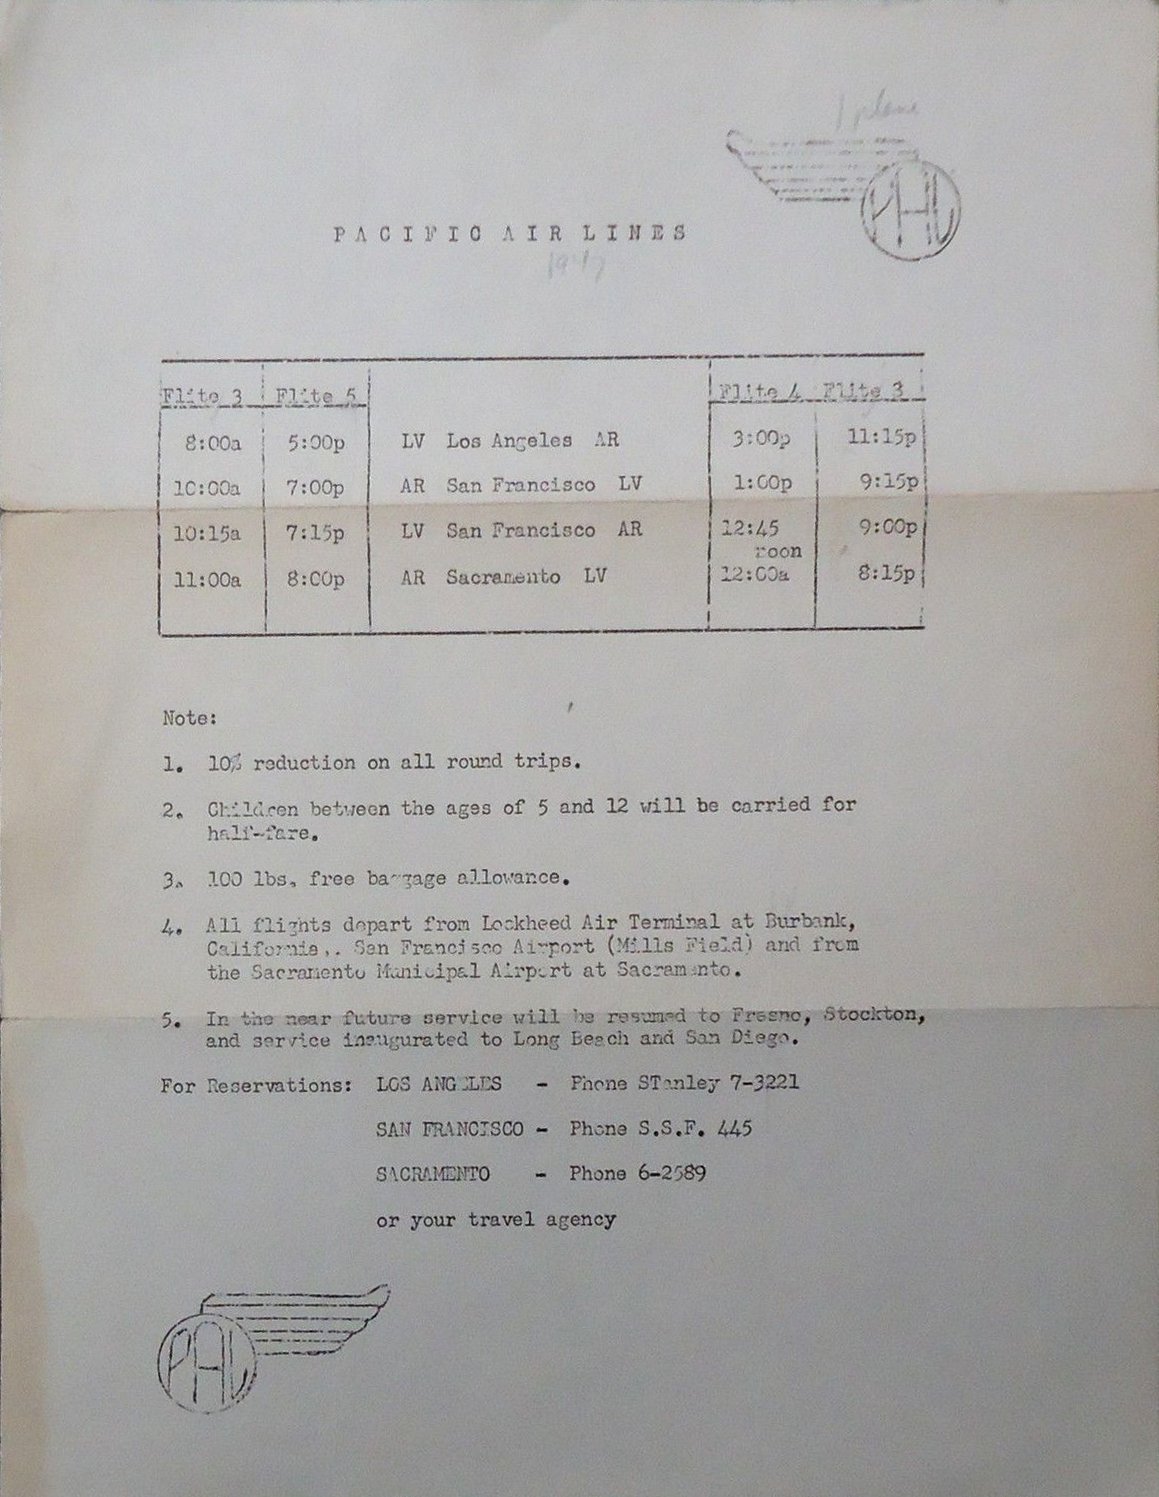 1 plane
PAL
PACIFIC AIR LINES
1947
Flite 3 Flite 5 Flite 4 Flite 3
8:00a 5:00p LV Los Angeles AR 3:00p 11:15p
10:00a 7:00p AR San Francisco LV 1:00p 9:15p
10:15a 7:15p LV San Francisco AR 12:45 9:00p
noon
11:00a 8:00p AR Sacramento LV 12:00a 8:15p
Note:
1. 10% reduction on all round trips.
2. Children between the ages of 5 and 12 will be carried for
half-fare.
3. 100 lbs. free baggage allowance.
4. All flights depart from Lockheed Air Terminal at Burbank,
California,. San Francisco Airport (Mills Field) and from
the Sacramento Municipal Airport at Sacramento.
5. In the near future service will be resumed to Fresno, Stockton,
and service inaugurated to Long Beach and San Diego.
For Reservations: LOS ANGELES - Phone STanley 7-3221
SAN FRANCISCO - Phone S.S.F. 445
SACRAMENTO - Phone 6-2589
or your travel agency
PAL